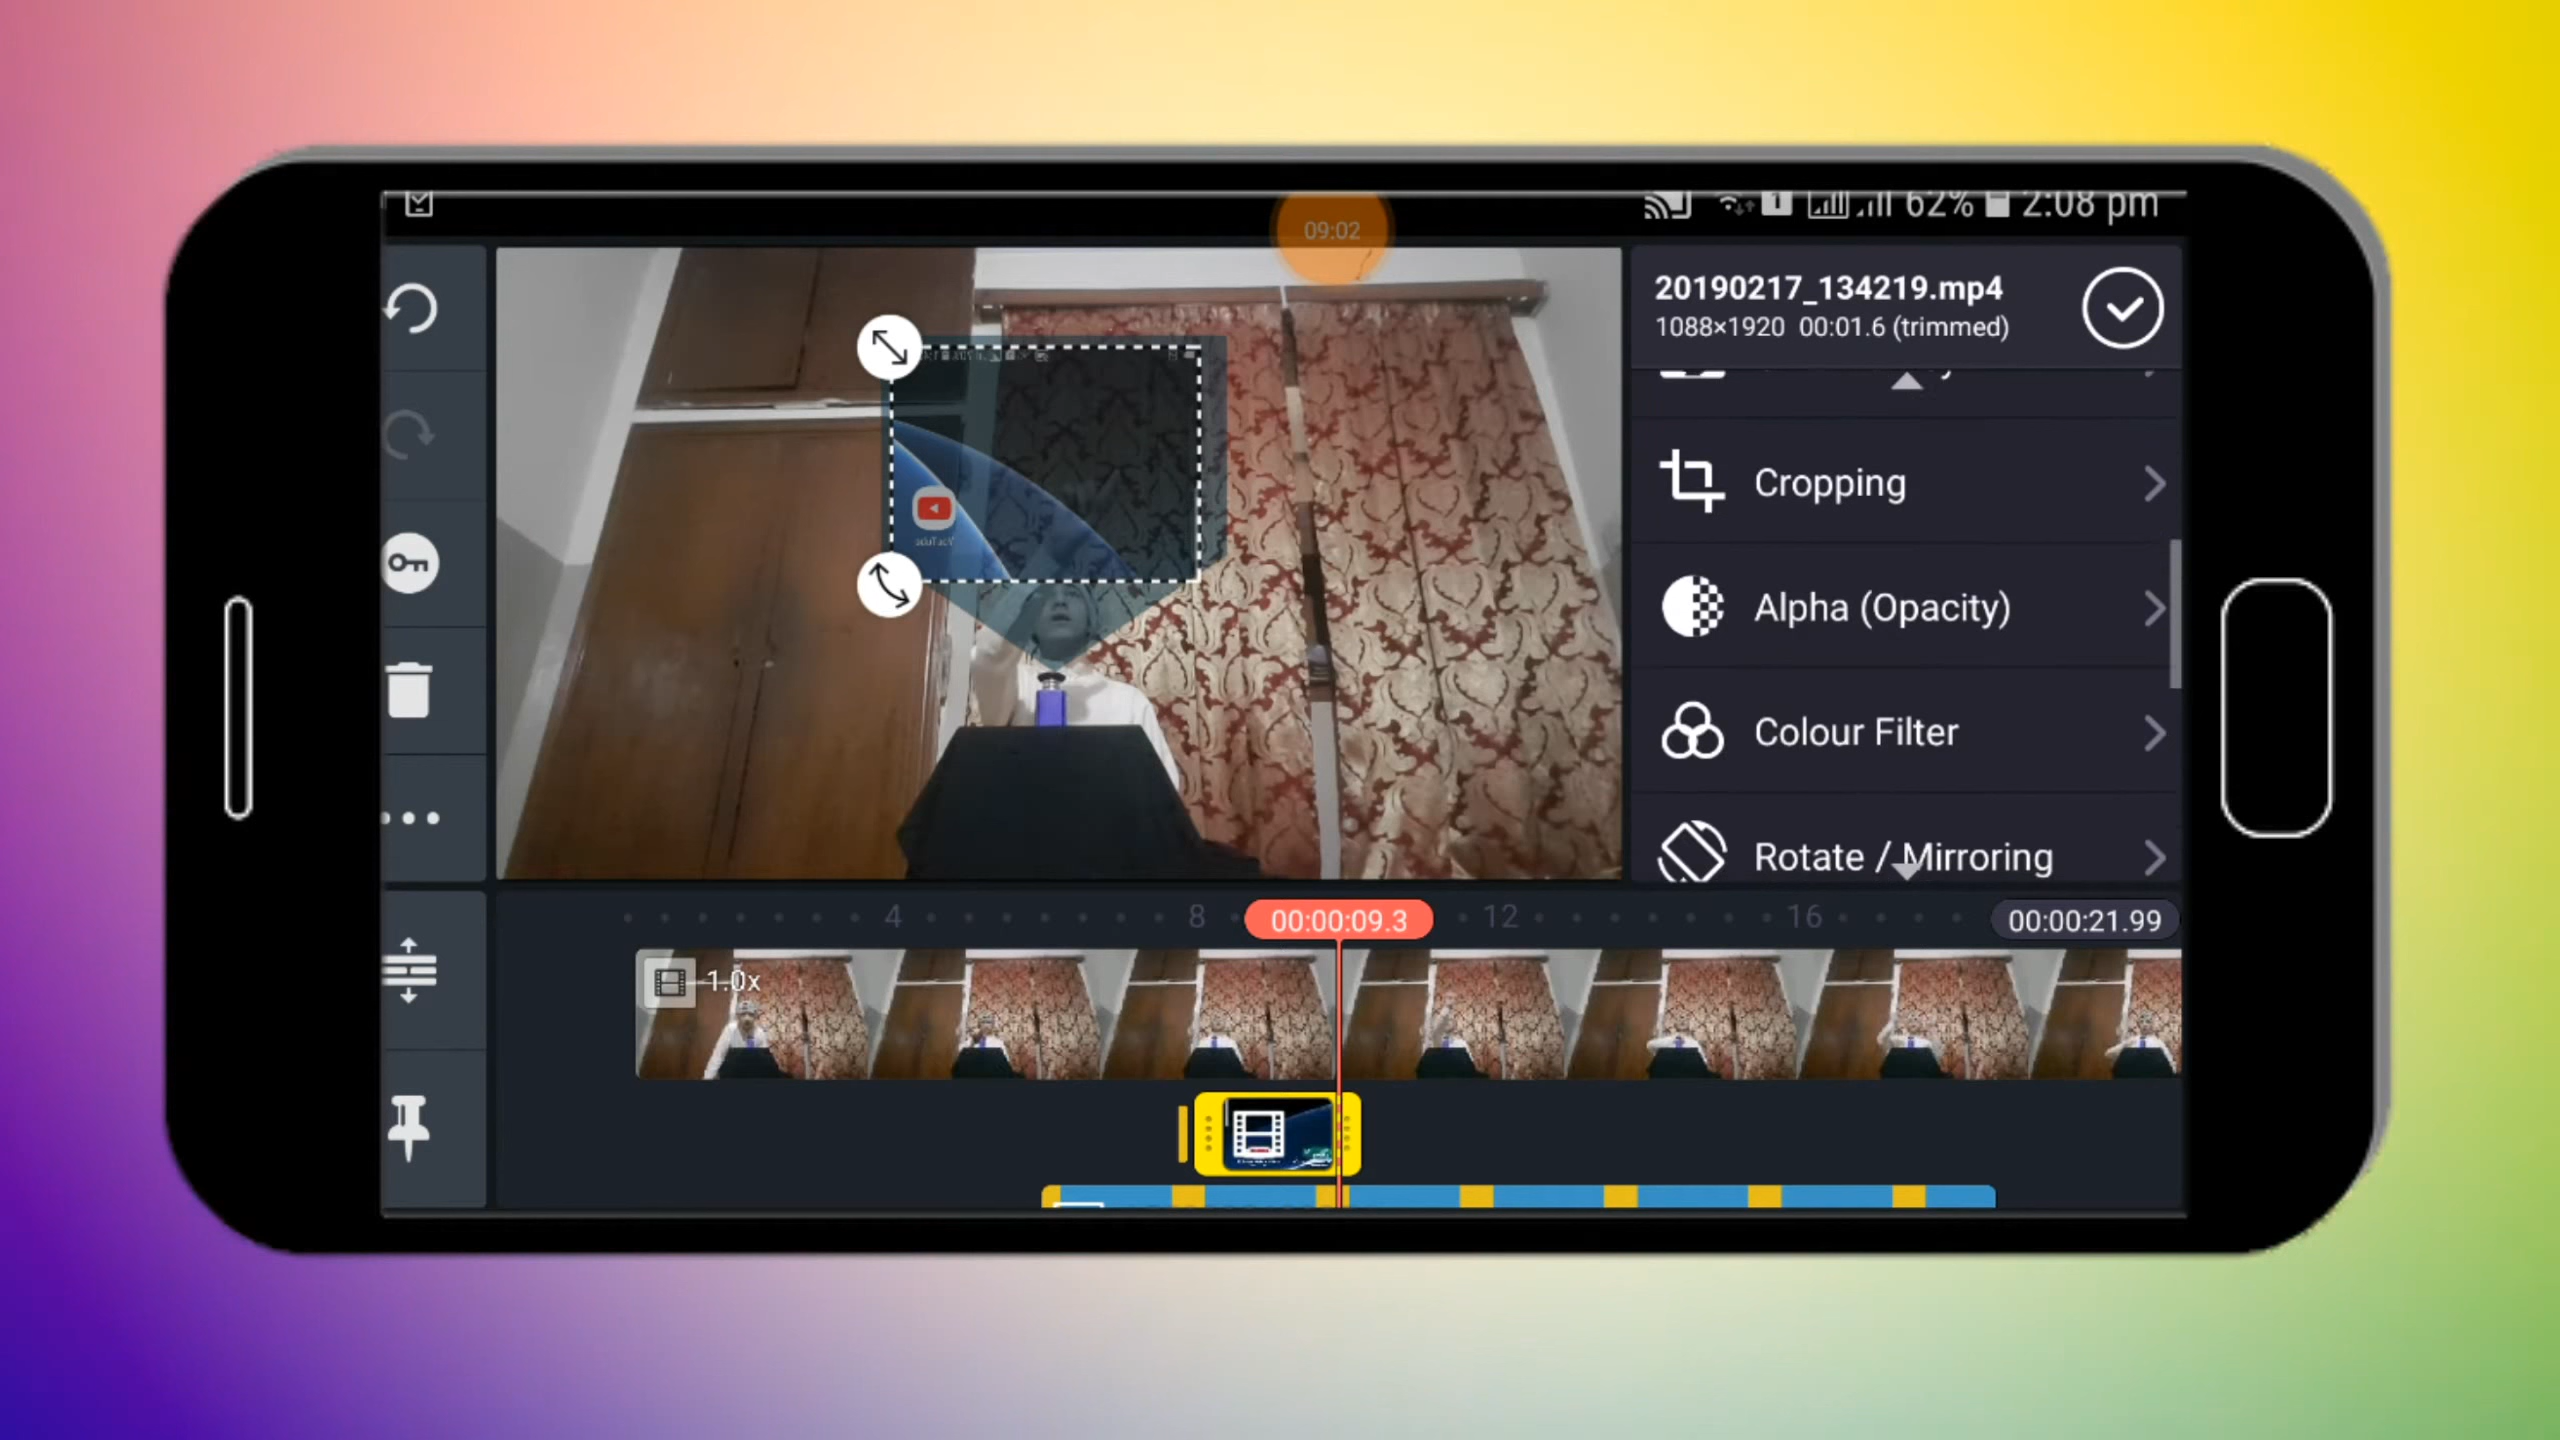 62% 2:08 pm
09:02
20190217_134219.mp4
1088×1920 00:01.6 (trimmed)
Cropping
Alpha (Opacity)
Colour Filter
Rotate / Mirroring
4 8 00:00:09.3 12 16 00:00:21.99
1.0x